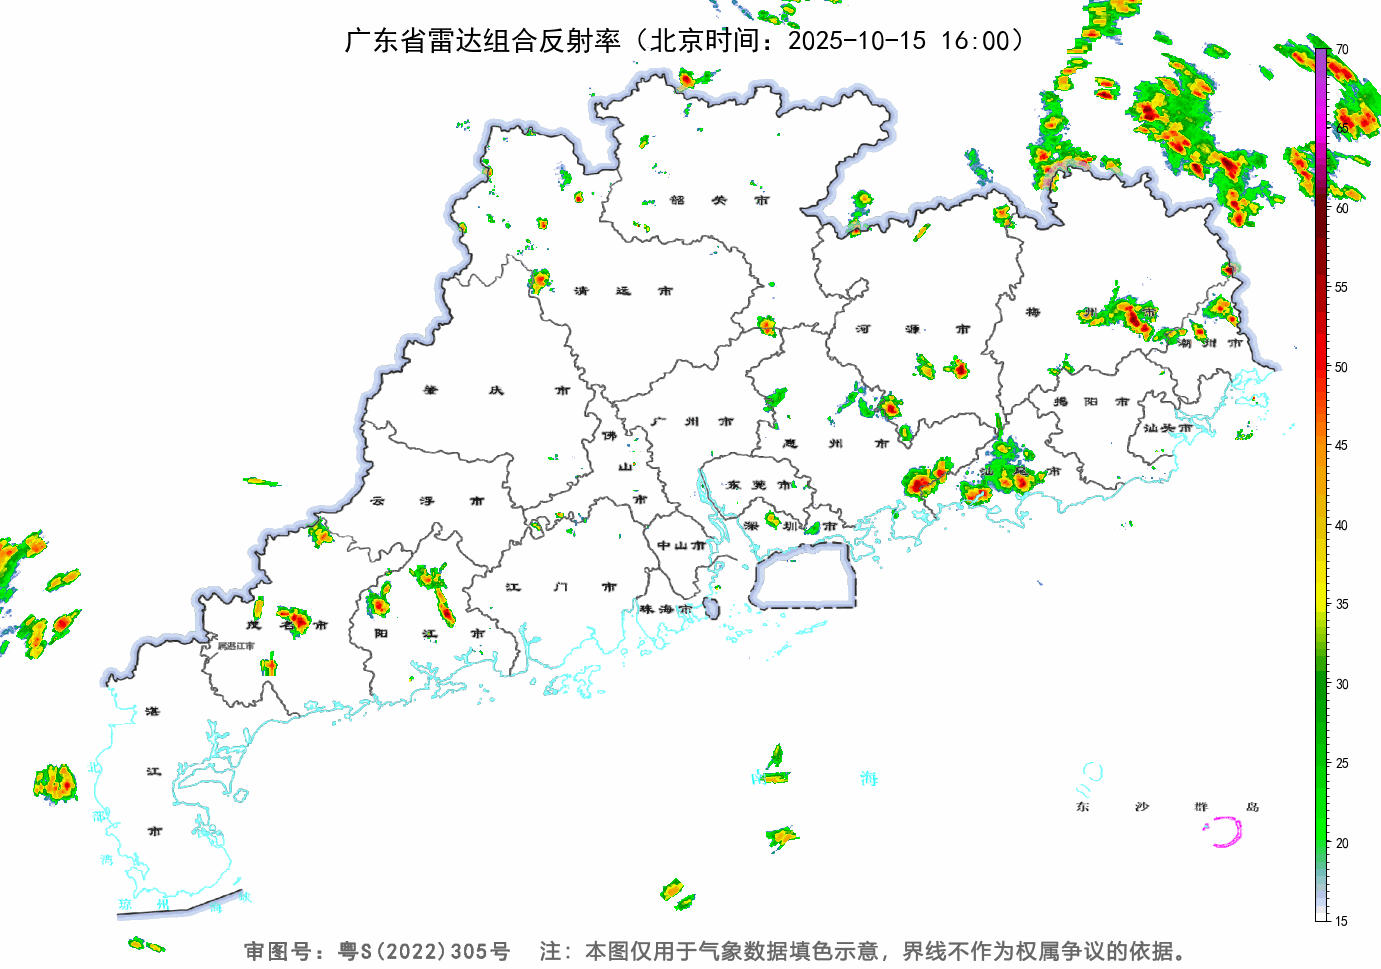 广东省雷达组合反射率（北京时间：2025-10-15 16:00）
70
65
60
55
50
45
40
35
30
25
20
15
韶关市
清远市
河源市
梅州市
潮州市
肇庆市
广州市
揭阳市
汕头市
佛山市
惠州市
汕尾市
东莞市
云浮市
深圳市
中山市
江门市
珠海市
茂名市
阳江市
属湛江市
湛江市
北部湾
南海
东沙群岛
琼州海峡
审图号：粤S(2022)305号 注：本图仅用于气象数据填色示意，界线不作为权属争议的依据。